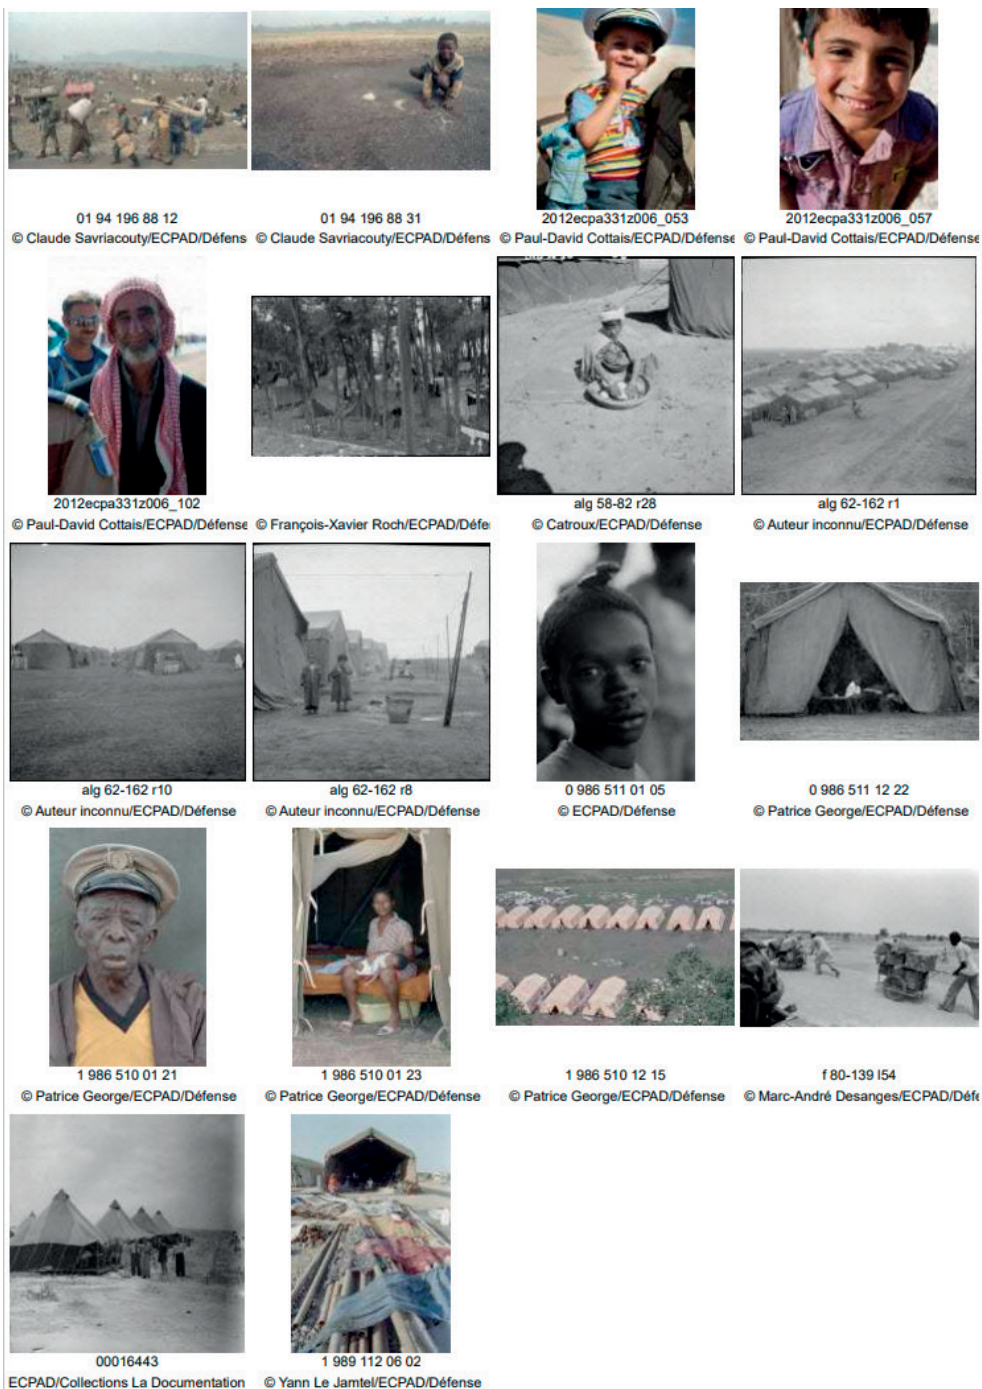 01 94 196 88 12
© Claude Savriacouty/ECPAD/Défens
01 94 196 88 31
© Claude Savriacouty/ECPAD/Défens
2012ecpa331z006_053
© Paul-David Cottais/ECPAD/Défense
2012ecpa331z006_057
© Paul-David Cottais/ECPAD/Défense
2012ecpa331z006_102
© Paul-David Cottais/ECPAD/Défense
© François-Xavier Roch/ECPAD/Défe
alg 58-82 r28
© Catroux/ECPAD/Défense
alg 62-162 r1
© Auteur inconnu/ECPAD/Défense
alg 62-162 r10
© Auteur inconnu/ECPAD/Défense
alg 62-162 r8
© Auteur inconnu/ECPAD/Défense
0 986 511 01 05
© ECPAD/Défense
0 986 511 12 22
© Patrice George/ECPAD/Défense
1 986 510 01 21
© Patrice George/ECPAD/Défense
1 986 510 01 23
© Patrice George/ECPAD/Défense
1 986 510 12 15
© Patrice George/ECPAD/Défense
f 80-139 l54
© Marc-André Desanges/ECPAD/Défe
00016443
ECPAD/Collections La Documentation
1 989 112 06 02
© Yann Le Jamtel/ECPAD/Défense